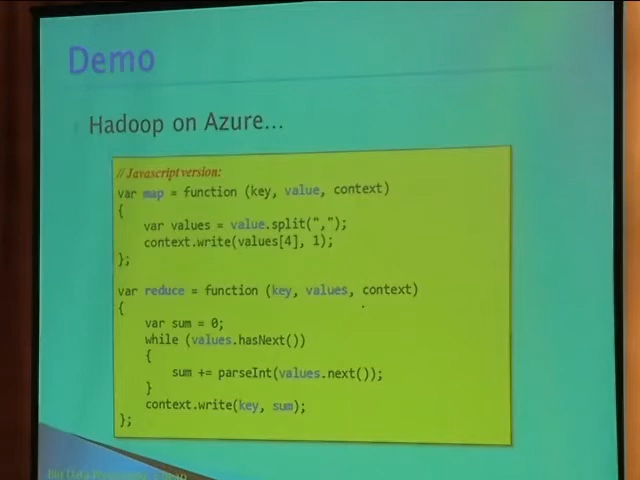 Demo
Hadoop on Azure...
// Javascript version:
var map = function (key, value, context)
{
var values = value.split(",");
context.write(values[4], 1);
};
var reduce = function (key, values, context)
{
var sum = 0;
while (values.hasNext())
{
sum += parseInt(values.next());
}
context.write(key, sum);
};